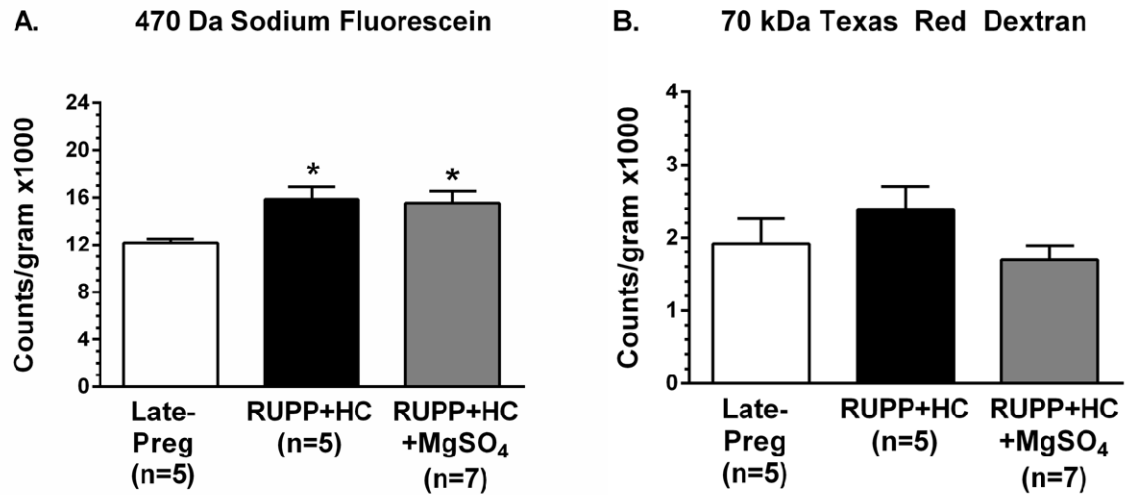 A. 470 Da Sodium Fluorescein
Counts/gram x1000
24
20
16
12
8
4
0
*
*
Late-
Preg
(n=5)
RUPP+HC
(n=5)
RUPP+HC
+MgSO₄
(n=7)
B. 70 kDa Texas Red Dextran
Counts/gram x1000
4
3
2
1
0
Late-
Preg
(n=5)
RUPP+HC
(n=5)
RUPP+HC
+MgSO₄
(n=7)